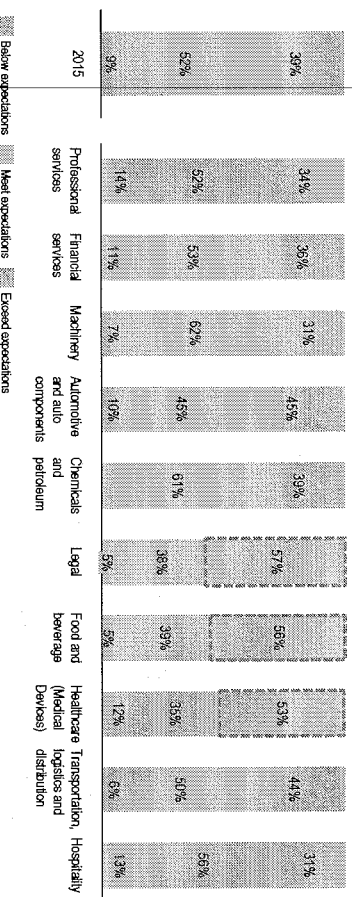 39%
52%
9%
2015
34%
52%
14%
Professional
services
36%
53%
11%
Financial
services
31%
62%
7%
Machinery
45%
45%
10%
Automotive
and auto
components
39%
61%
Chemicals
and
petroleum
57%
38%
5%
Legal
56%
39%
5%
Food and
beverage
53%
35%
12%
Healthcare
(Medical
Devices)
44%
50%
6%
Transportation,
logistics and
distribution
31%
56%
13%
Hospitality
Below expectations
Meet expectations
Exceed expectations